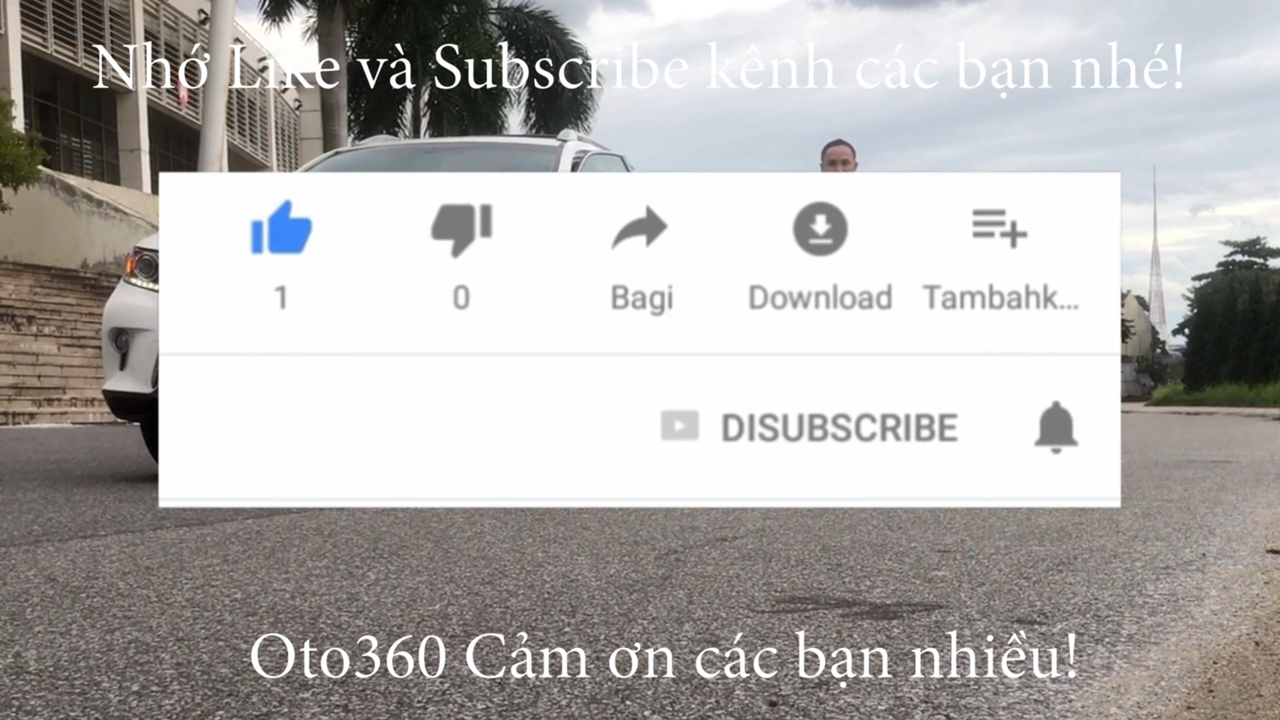 Nhớ Like và Subscribe kênh các bạn nhé!
1 0 Bagi Download Tambahk...
DISUBSCRIBE
Oto360 Cảm ơn các bạn nhiều!